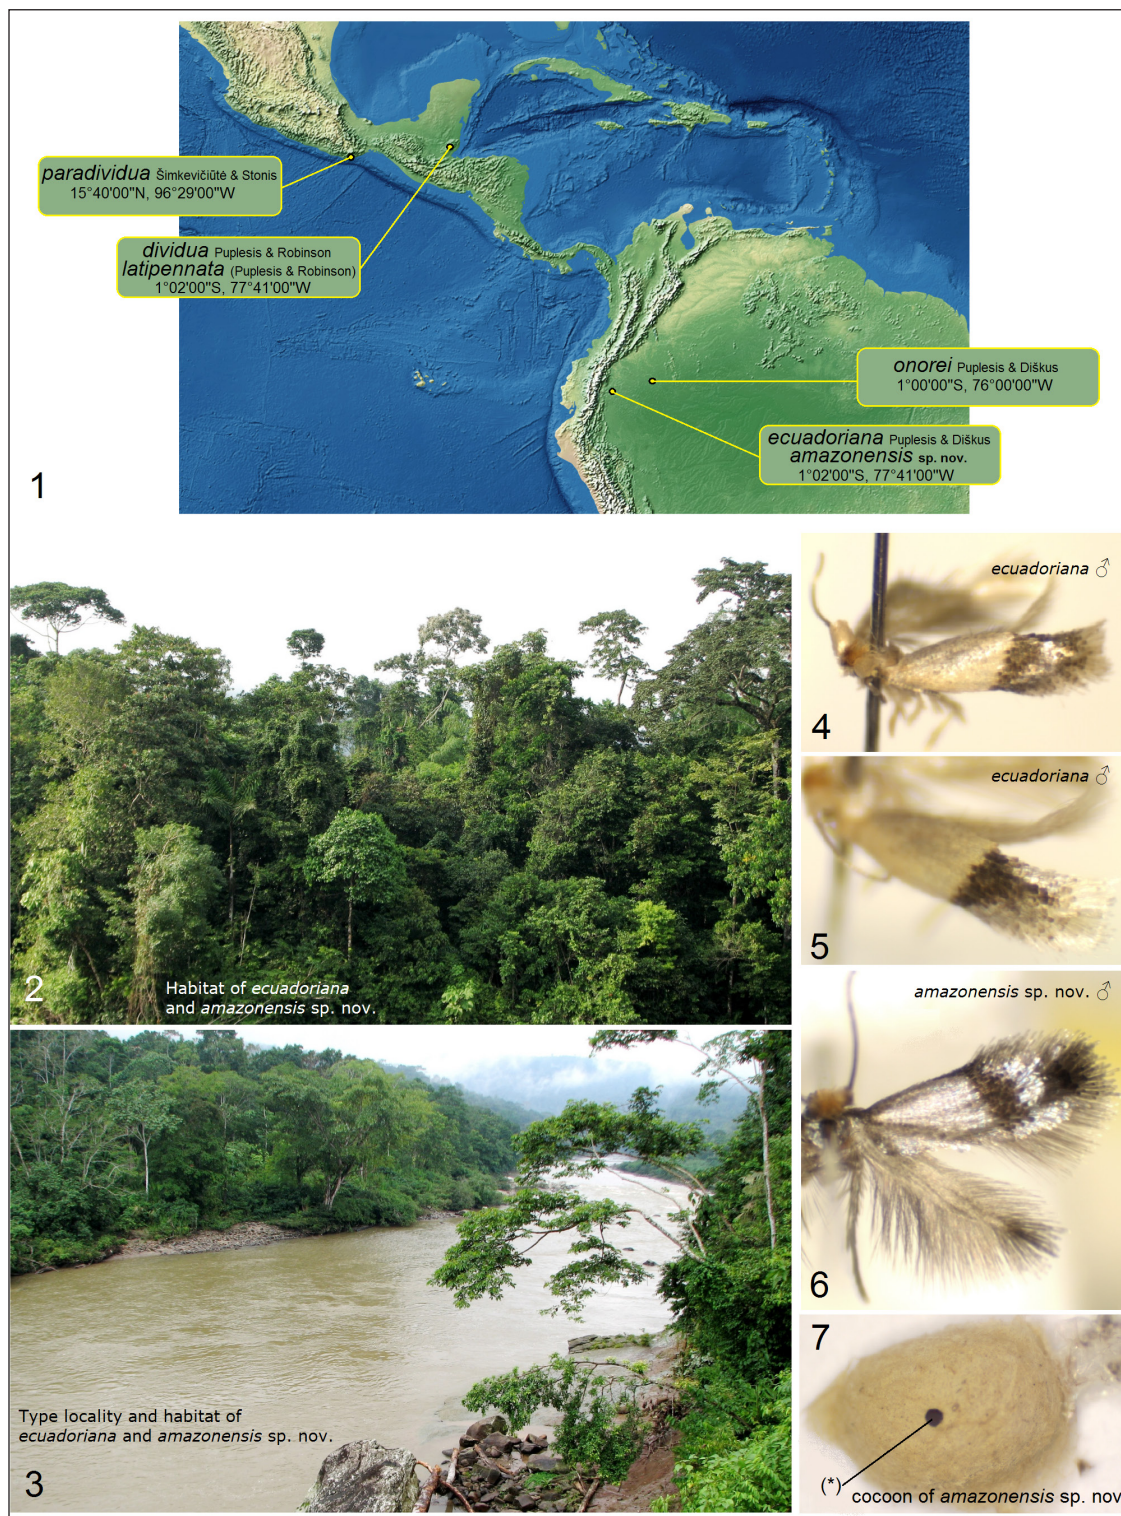 paradividua Šimkevičiūtė & Stonis
15°40'00"N, 96°29'00"W
dividua Puplesis & Robinson
latipennata (Puplesis & Robinson)
1°02'00"S, 77°41'00"W
onorei Puplesis & Diškus
1°00'00"S, 76°00'00"W
ecuadoriana Puplesis & Diškus
amazonensis sp. nov.
1°02'00"S, 77°41'00"W
1
Habitat of ecuadoriana
and amazonensis sp. nov.
2
Type locality and habitat of
ecuadoriana and amazonensis sp. nov.
3
ecuadoriana ♂
4
ecuadoriana ♂
5
amazonensis sp. nov. ♂
6
7
(*)
cocoon of amazonensis sp. nov